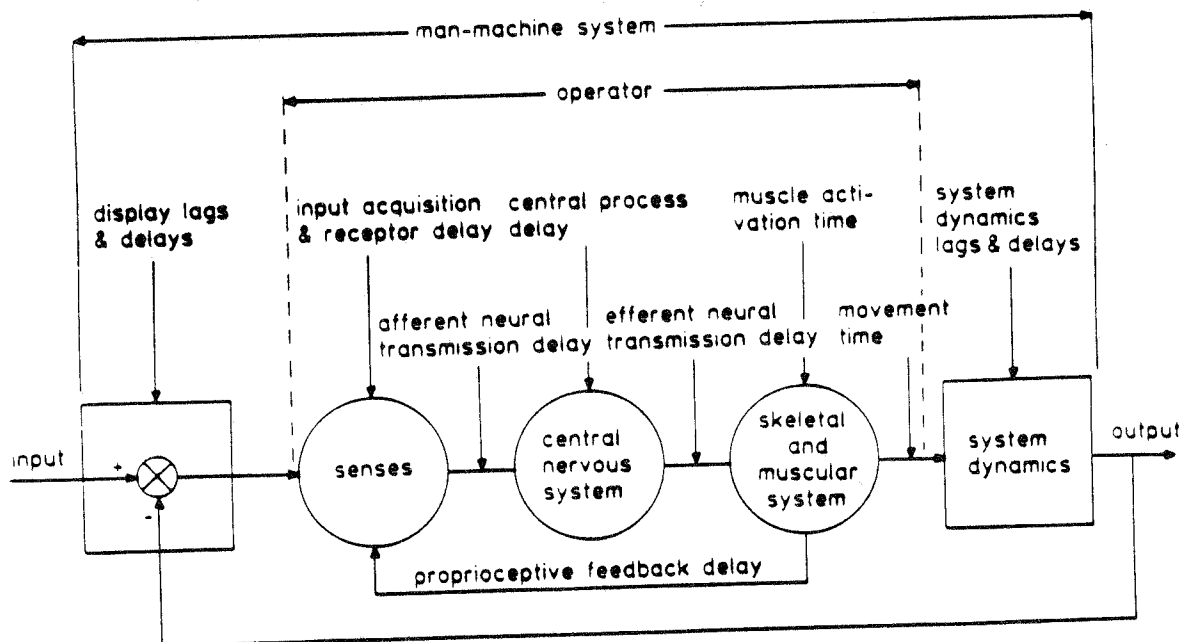 man-machine system
operator
display lags
& delays
input acquisition
& receptor delay
central process
delay
muscle acti-
vation time
system
dynamics
lags & delays
afferent neural
transmission delay
efferent neural
transmission delay
movement
time
input
+
-
senses
central
nervous
system
skeletal
and
muscular
system
system
dynamics
output
proprioceptive feedback delay